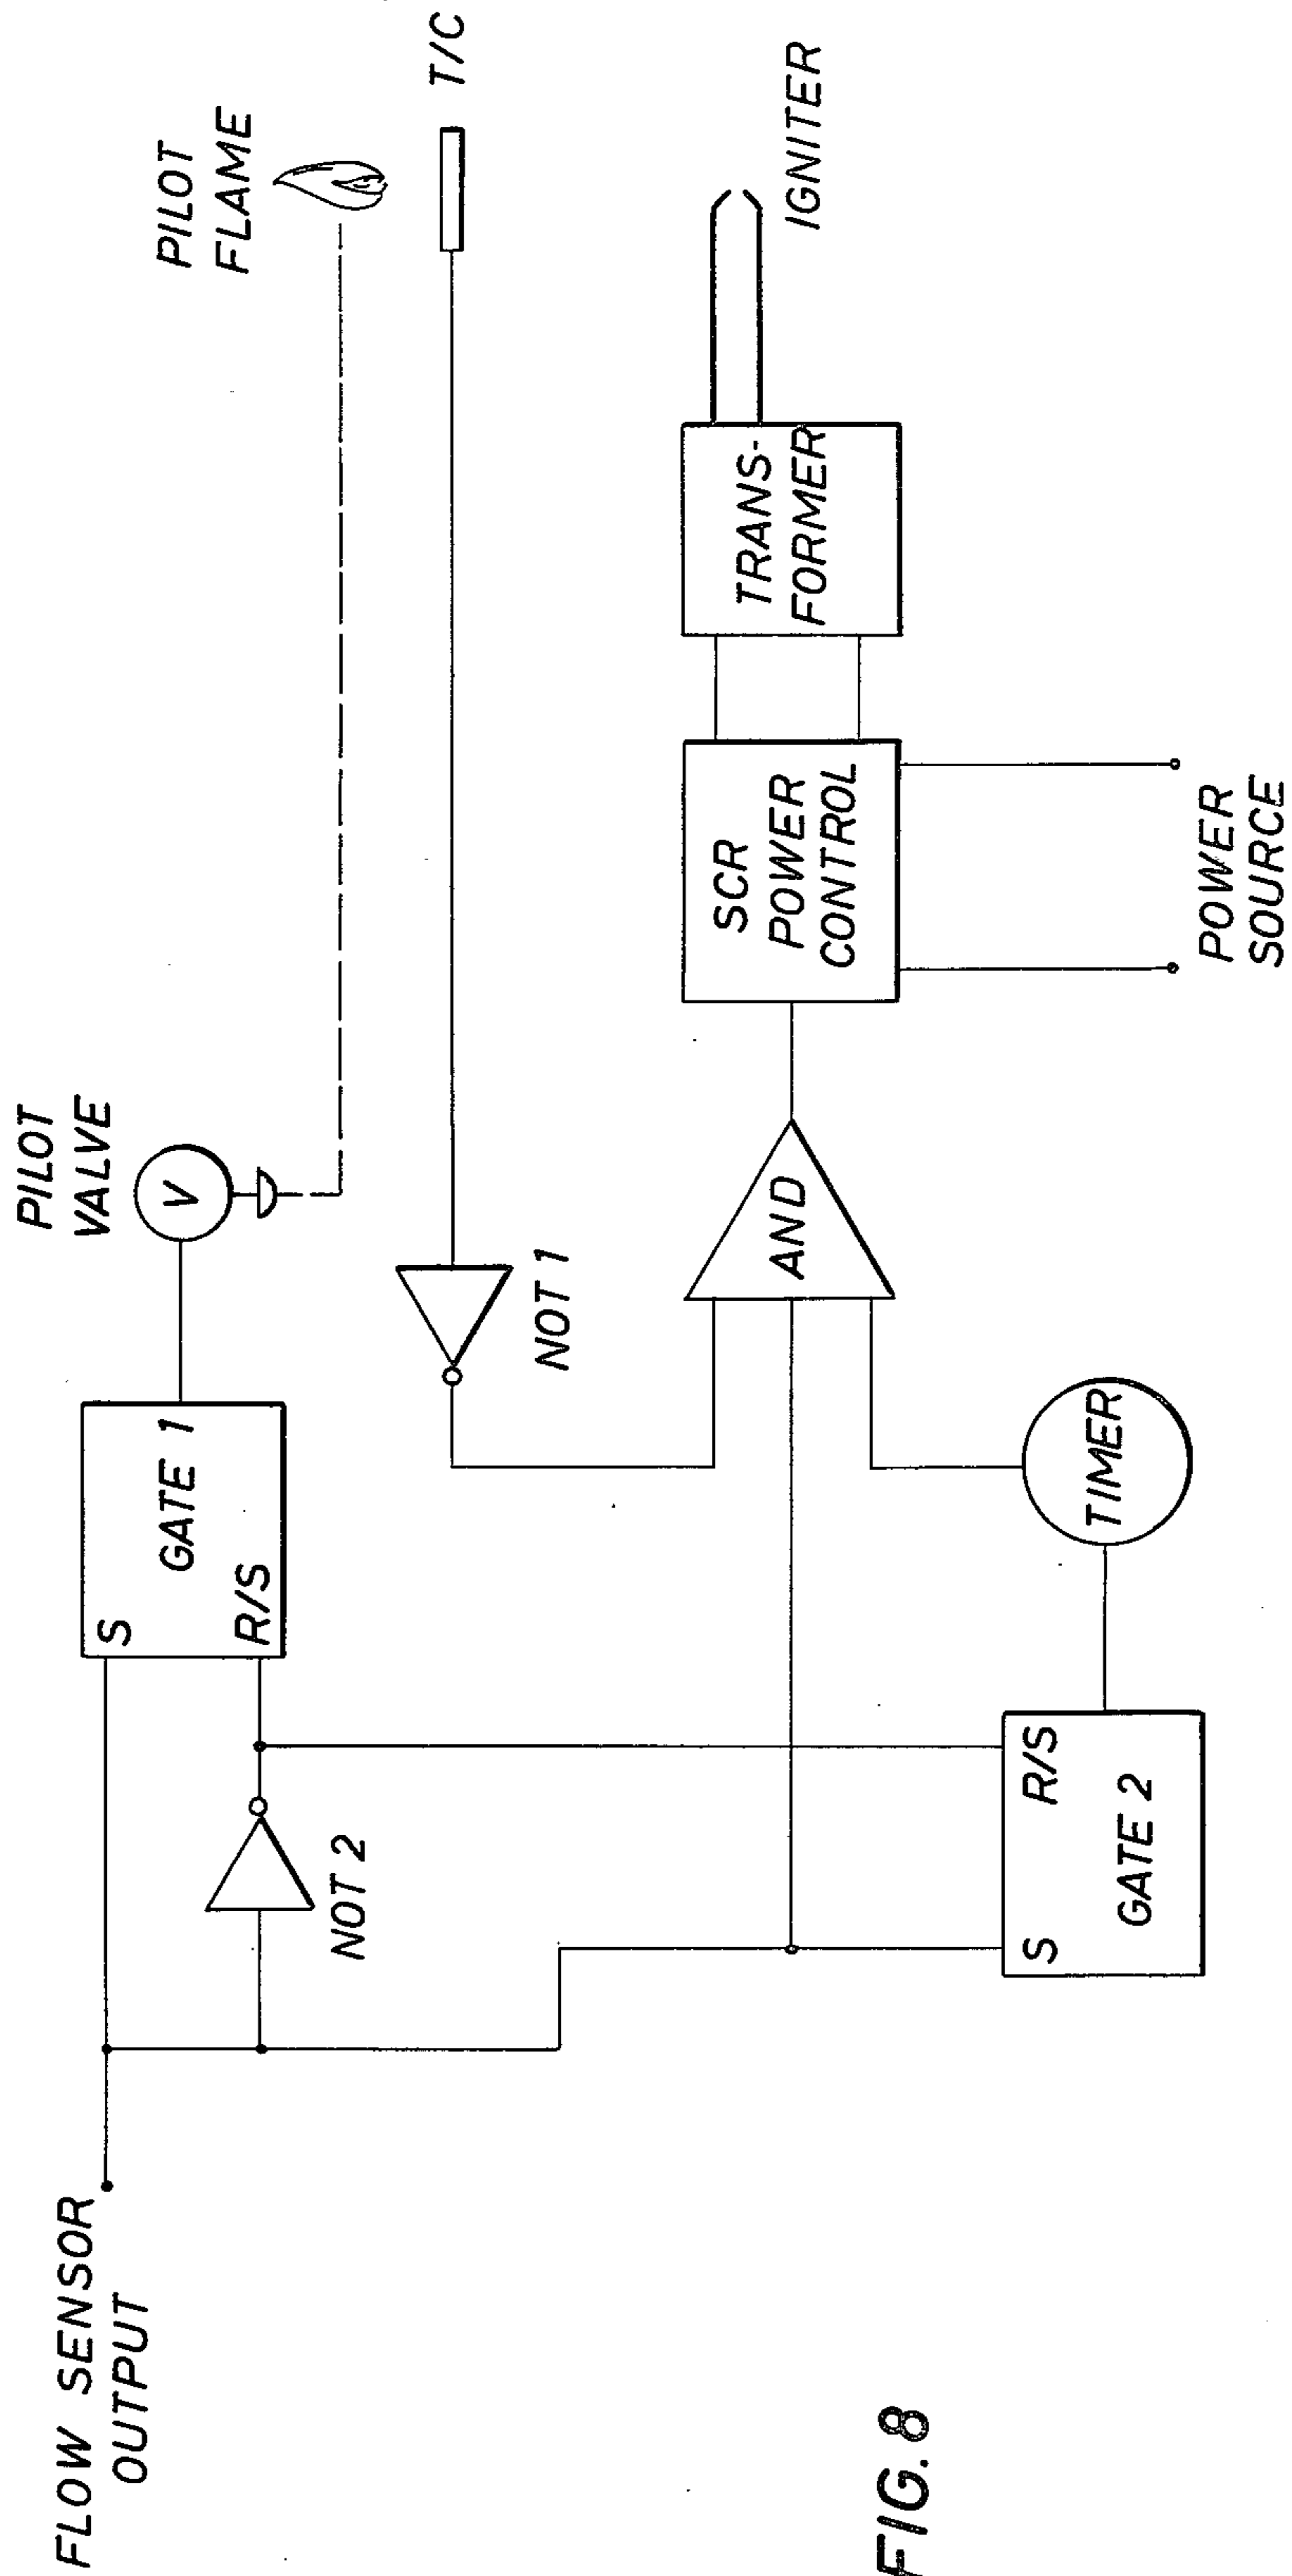 FLOW SENSOR
OUTPUT
S
GATE 1
R/S
NOT 2
PILOT
VALVE
V
PILOT
FLAME
T/C
NOT 1
AND
SCR
POWER
CONTROL
TRANS-
FORMER
IGNITER
POWER
SOURCE
S
R/S
GATE 2
TIMER
FIG. 8